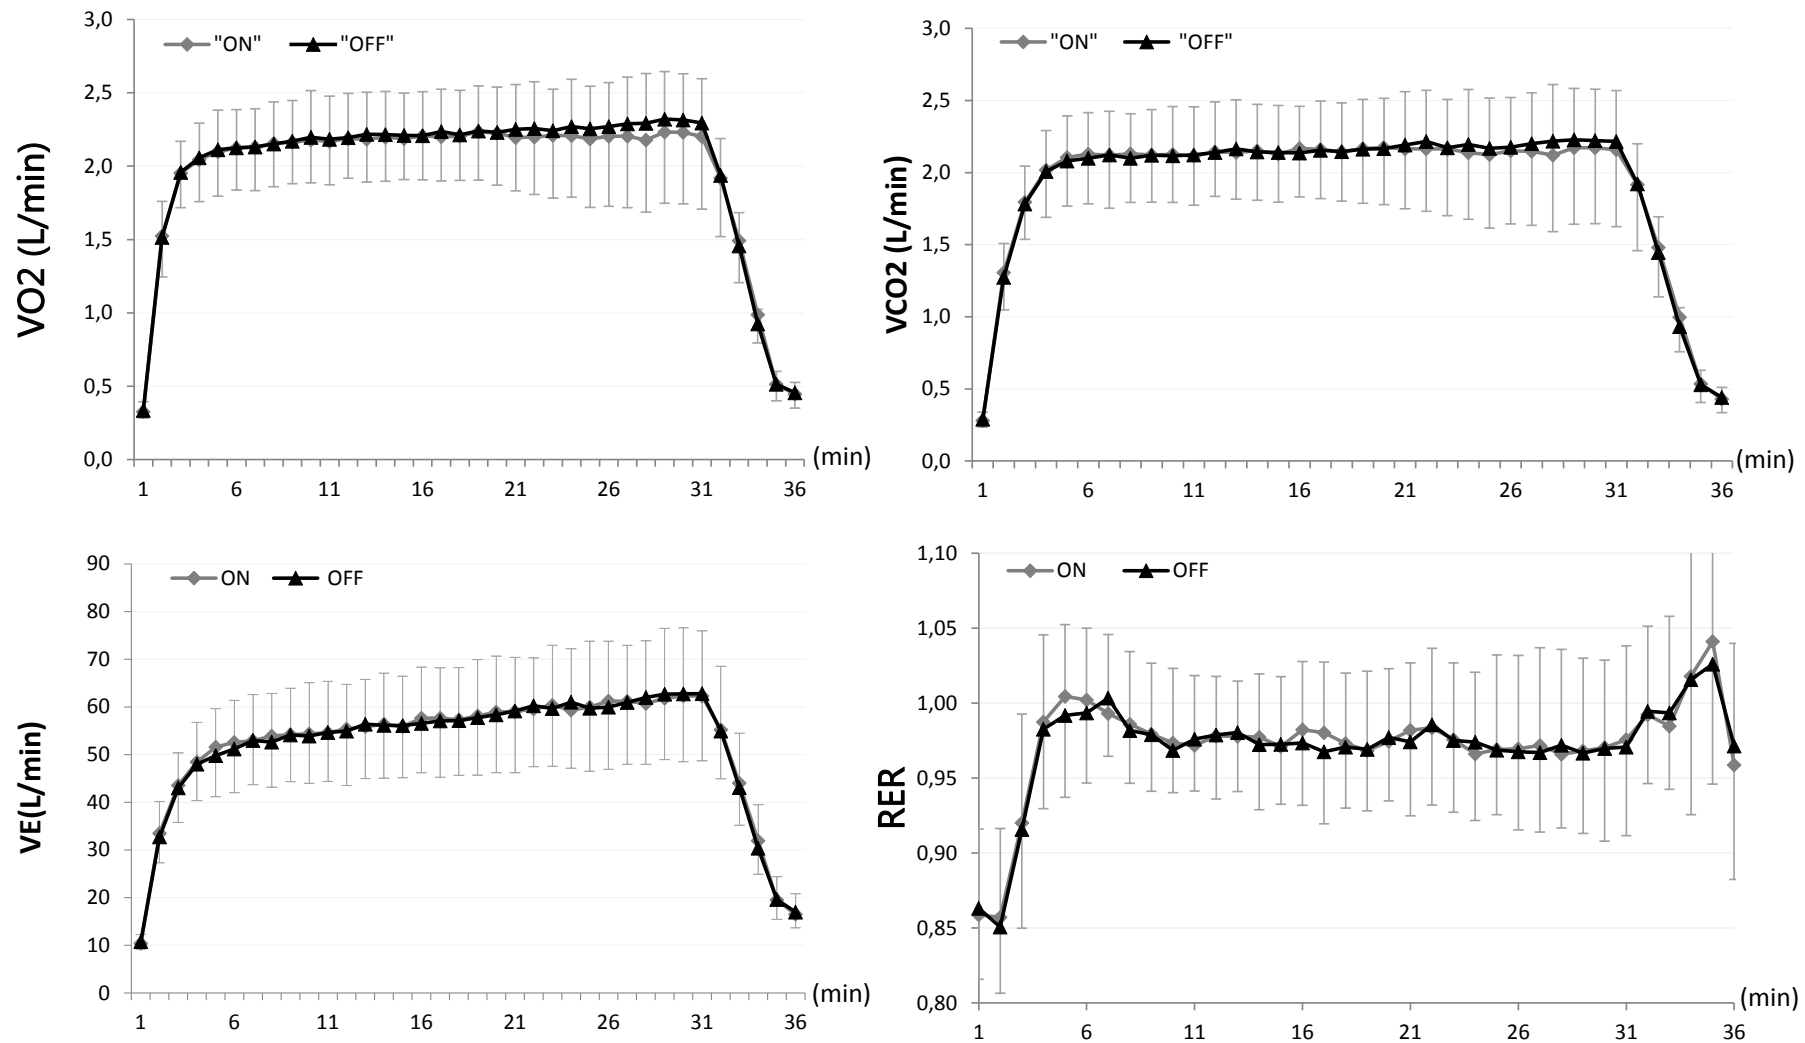 3,0
"ON" "OFF"
2,5
2,0
1,5
1,0
0,5
0,0
VO2 (L/min)
(min)
1 6 11 16 21 26 31 36
3,0
"ON" "OFF"
2,5
2,0
1,5
1,0
0,5
0,0
VCO2 (L/min)
(min)
1 6 11 16 21 26 31 36
90
ON OFF
80
70
60
50
40
30
20
10
0
VE(L/min)
(min)
1 6 11 16 21 26 31 36
1,10
ON OFF
1,05
1,00
0,95
0,90
0,85
0,80
RER
(min)
1 6 11 16 21 26 31 36